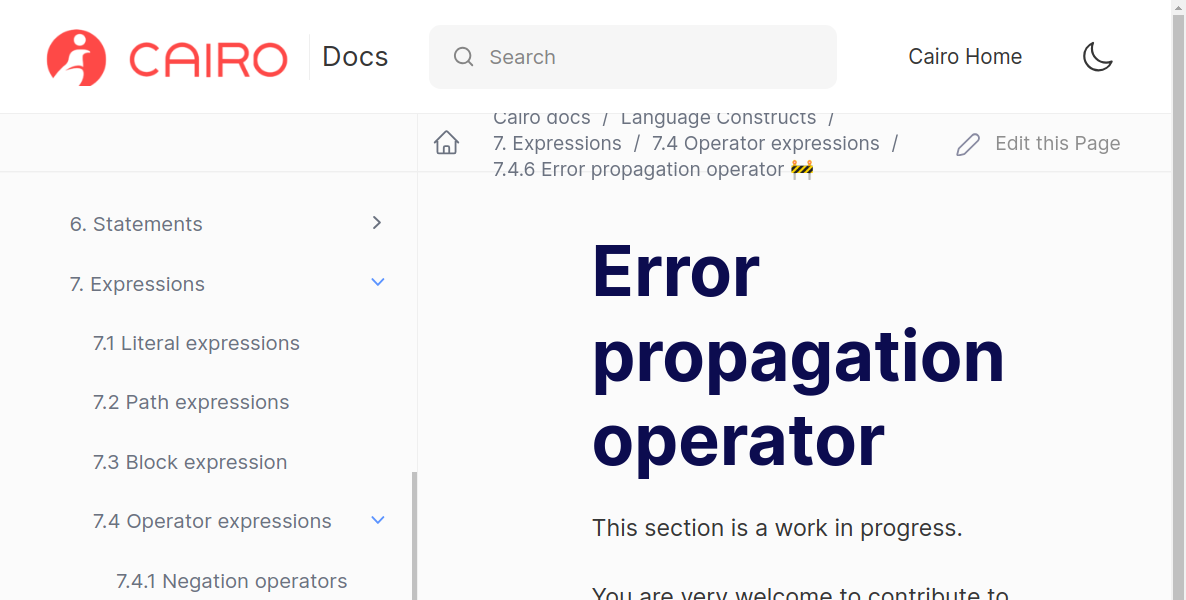 CAIRO Docs Search Cairo Home
Cairo docs / Language Constructs /
7. Expressions / 7.4 Operator expressions /
7.4.6 Error propagation operator 🚧
Edit this Page
6. Statements
7. Expressions
7.1 Literal expressions
7.2 Path expressions
7.3 Block expression
7.4 Operator expressions
7.4.1 Negation operators
Error
propagation
operator
This section is a work in progress.
You are very welcome to contribute to